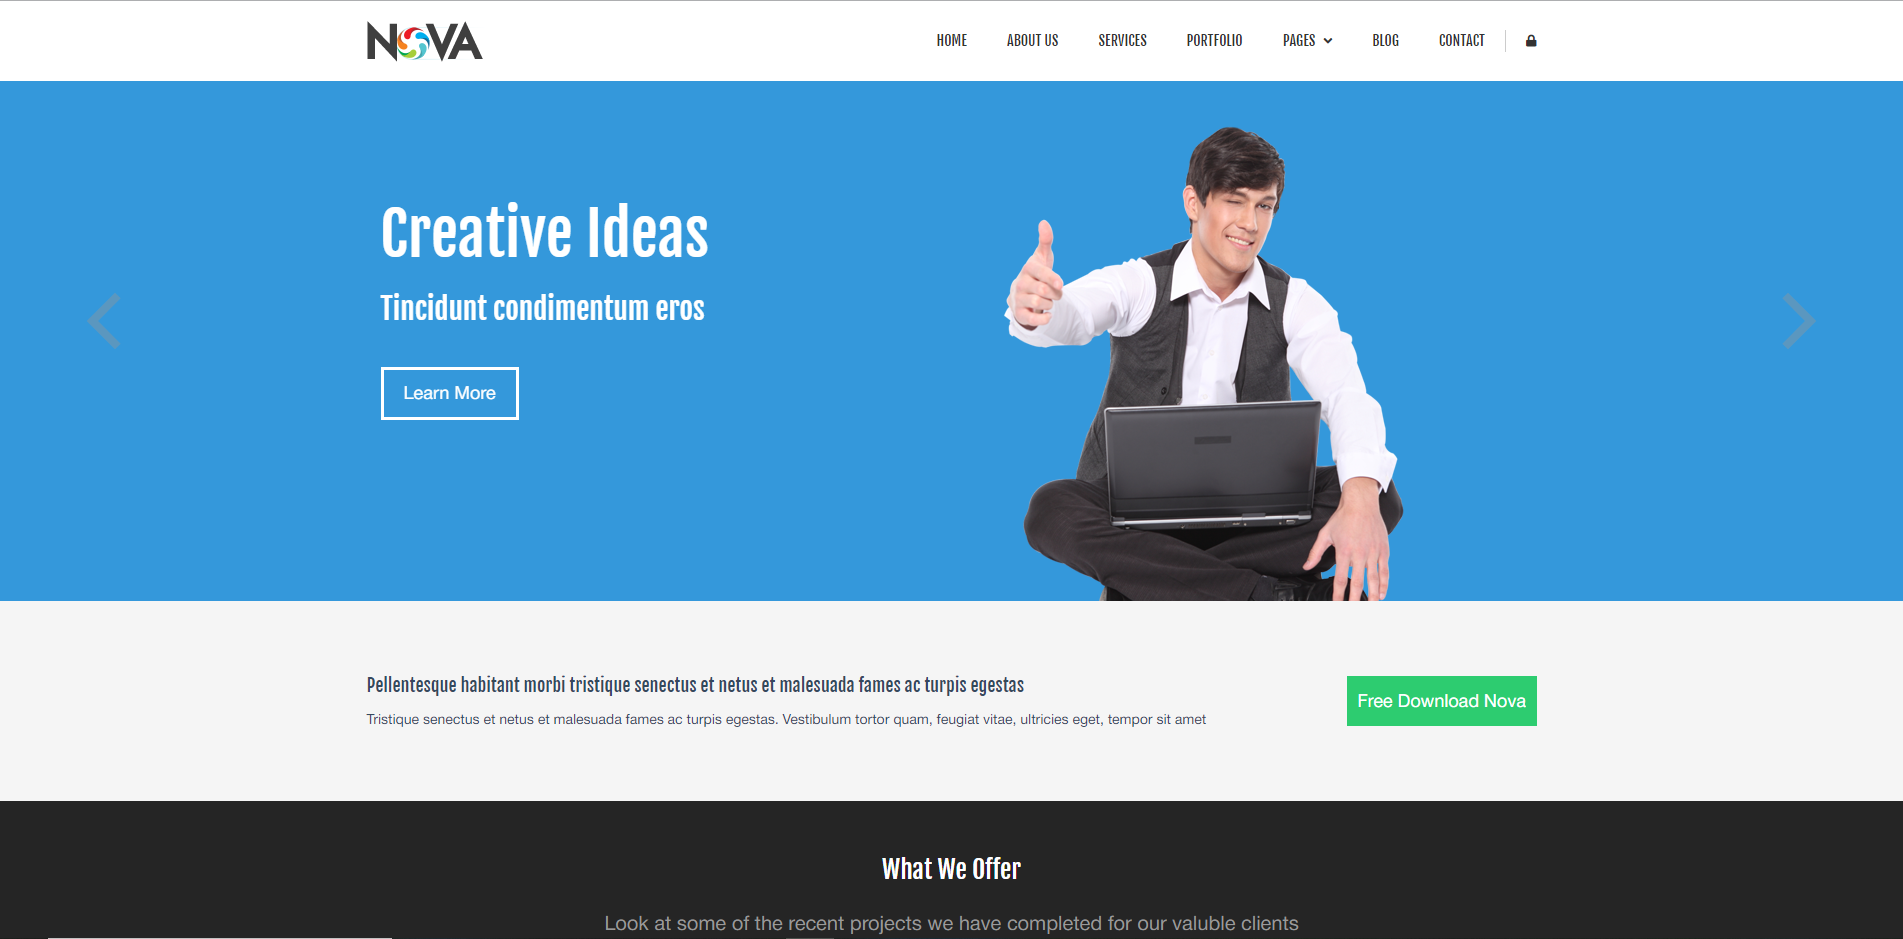 NOVA
HOME ABOUT US SERVICES PORTFOLIO PAGES BLOG CONTACT
Creative Ideas
Tincidunt condimentum eros
Learn More
Pellentesque habitant morbi tristique senectus et netus et malesuada fames ac turpis egestas
Tristique senectus et netus et malesuada fames ac turpis egestas. Vestibulum tortor quam, feugiat vitae, ultricies eget, tempor sit amet
Free Download Nova
What We Offer
Look at some of the recent projects we have completed for our valuble clients